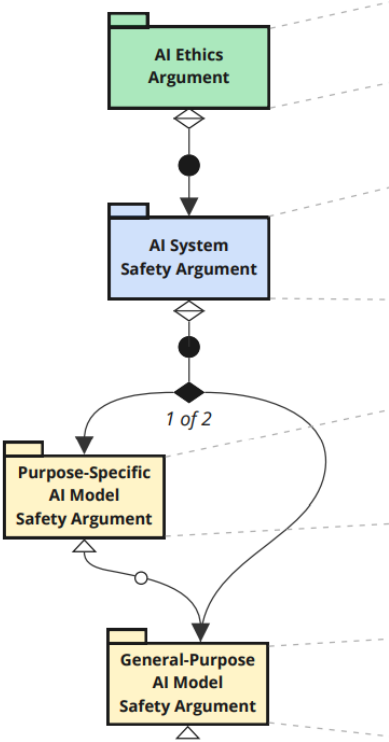 AI Ethics
Argument
AI System
Safety Argument
1 of 2
Purpose-Specific
AI Model
Safety Argument
General-Purpose
AI Model
Safety Argument